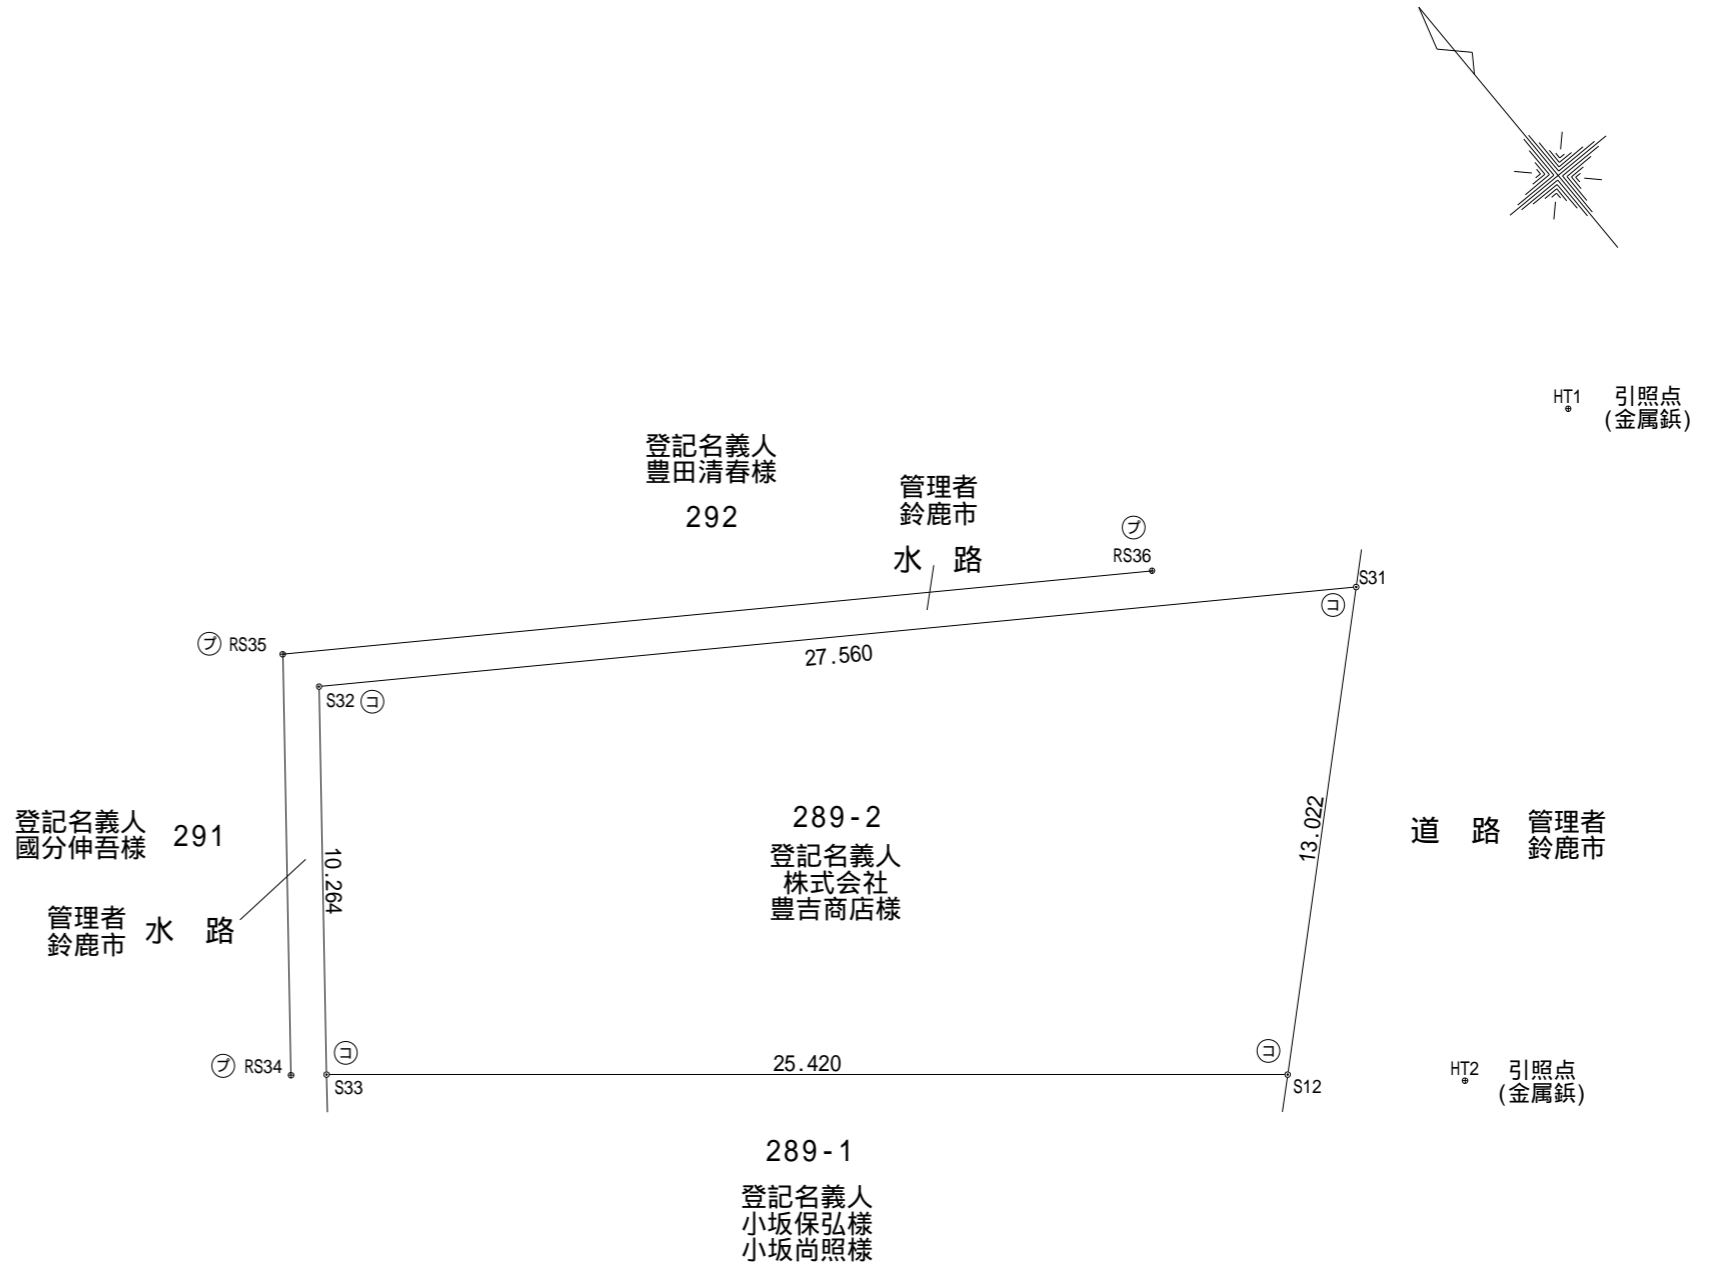 HT1
引照点
(金属鋲)
登記名義人
豊田清春様
292
管理者
鈴鹿市
水 路
プ
RS36
S31
コ
プ RS35
27.560
S32 コ
登記名義人
國分伸吾様
291
管理者
鈴鹿市
水 路
10.264
289-2
登記名義人
株式会社
豊吉商店様
13.022
道 路
管理者
鈴鹿市
プ RS34
コ
S33
25.420
コ
S12
HT2
引照点
(金属鋲)
289-1
登記名義人
小坂保弘様
小坂尚照様